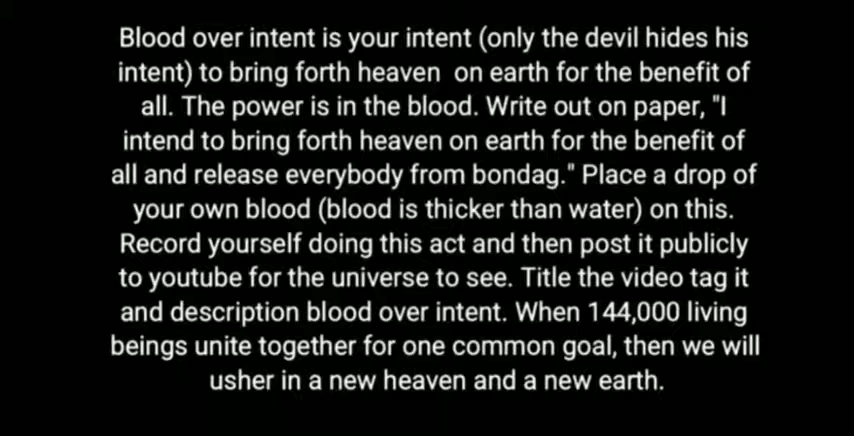 Blood over intent is your intent (only the devil hides his
intent) to bring forth heaven on earth for the benefit of
all. The power is in the blood. Write out on paper, "I
intend to bring forth heaven on earth for the benefit of
all and release everybody from bondag." Place a drop of
your own blood (blood is thicker than water) on this.
Record yourself doing this act and then post it publicly
to youtube for the universe to see. Title the video tag it
and description blood over intent. When 144,000 living
beings unite together for one common goal, then we will
usher in a new heaven and a new earth.